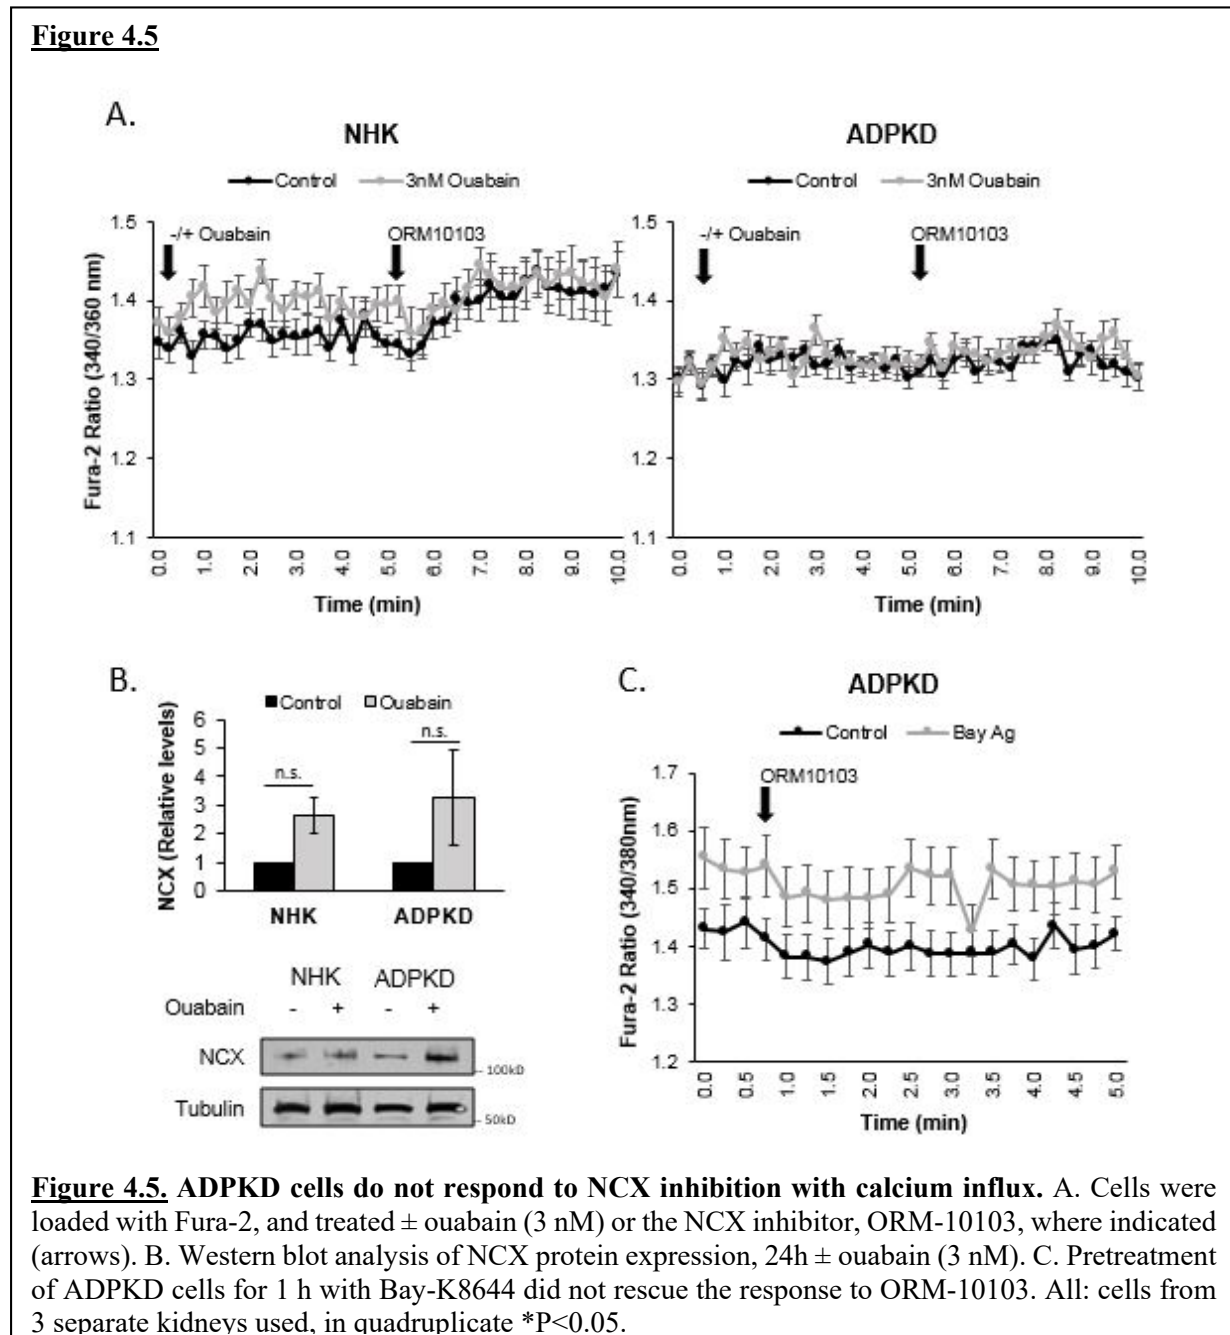 Figure 4.5
A.
NHK
Control 3nM Ouabain
-/+ Ouabain
ORM10103
Fura-2 Ratio (340/360 nm)
1.5
1.4
1.3
1.2
1.1
0.0 1.0 2.0 3.0 4.0 5.0 6.0 7.0 8.0 9.0 10.0
Time (min)
ADPKD
Control 3nM Ouabain
-/+ Ouabain
ORM10103
1.5
1.4
1.3
1.2
1.1
0.0 1.0 2.0 3.0 4.0 5.0 6.0 7.0 8.0 9.0 10.0
Time (min)
B.
Control Ouabain
NCX (Relative levels)
6
5
4
3
2
1
0
n.s.
n.s.
NHK ADPKD
NHK ADPKD
Ouabain - + - +
NCX
100kD
Tubulin
50kD
C.
ADPKD
Control Bay Ag
ORM10103
Fura-2 Ratio (340/380nm)
1.7
1.6
1.5
1.4
1.3
1.2
0.0 0.5 1.0 1.5 2.0 2.5 3.0 3.5 4.0 4.5 5.0
Time (min)
Figure 4.5. ADPKD cells do not respond to NCX inhibition with calcium influx. A. Cells were
loaded with Fura-2, and treated ± ouabain (3 nM) or the NCX inhibitor, ORM-10103, where indicated
(arrows). B. Western blot analysis of NCX protein expression, 24h ± ouabain (3 nM). C. Pretreatment
of ADPKD cells for 1 h with Bay-K8644 did not rescue the response to ORM-10103. All: cells from
3 separate kidneys used, in quadruplicate *P<0.05.